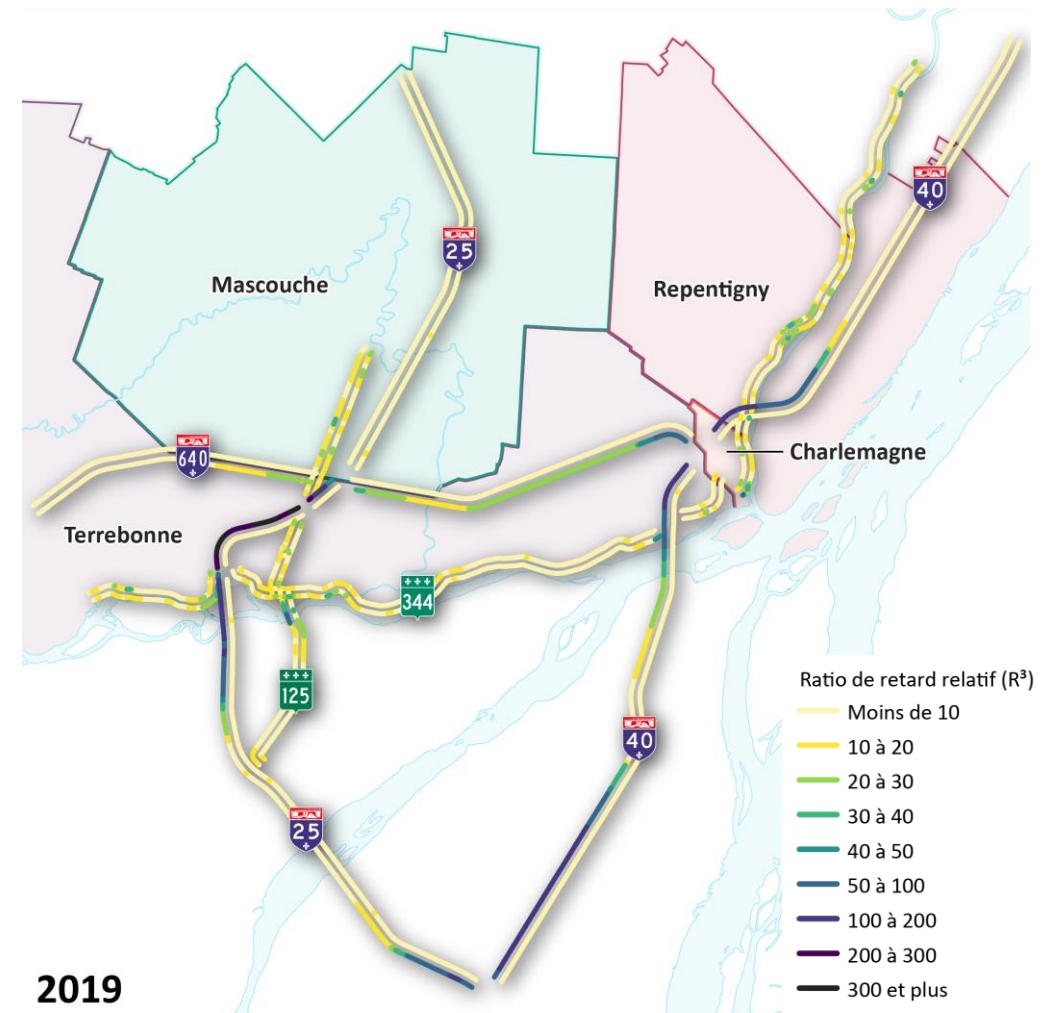 40
25
Mascouche
Repentigny
Charlemagne
640
Terrebonne
344
125
40
25
Ratio de retard relatif (R³)
Moins de 10
10 à 20
20 à 30
30 à 40
40 à 50
50 à 100
100 à 200
200 à 300
300 et plus
2019